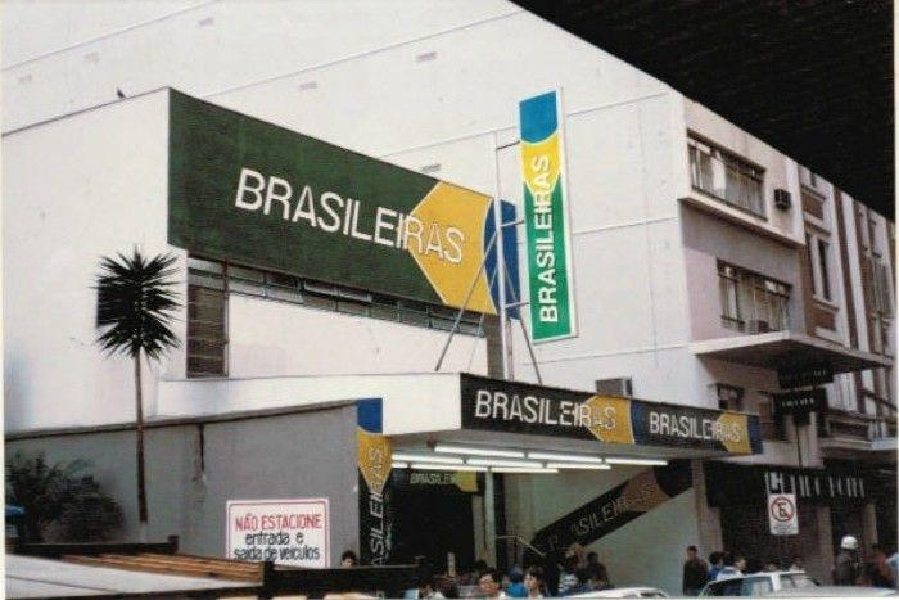 BRASILEIRAS
BRASILEIRAS
BRASILEIRAS
BRASILEIRAS
NÃO ESTACIONE
entrada e
saída de veículos
BRASILEIRAS